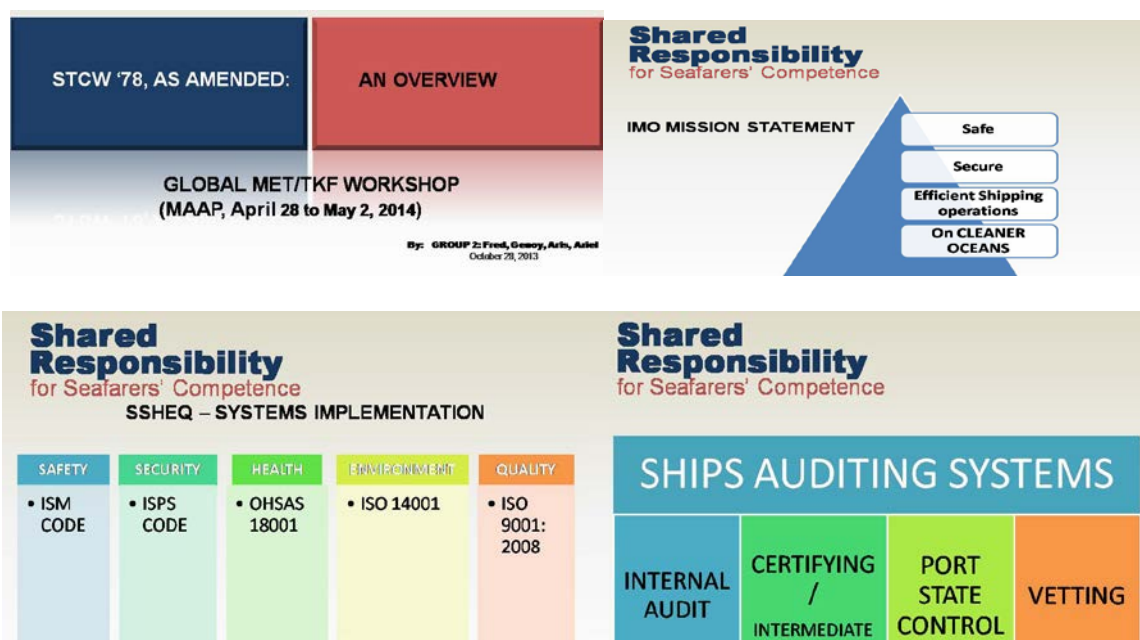 STCW '78, AS AMENDED:
AN OVERVIEW
GLOBAL MET/TKF WORKSHOP
(MAAP, April 28 to May 2, 2014)
By: GROUP 2: Fred, Genoy, Aris, Ariel
October 28, 2013
Shared
Responsibility
for Seafarers' Competence
IMO MISSION STATEMENT
Safe
Secure
Efficient Shipping
operations
On CLEANER
OCEANS
Shared
Responsibility
for Seafarers' Competence
SSHEQ – SYSTEMS IMPLEMENTATION
SAFETY
• ISM
CODE
SECURITY
• ISPS
CODE
HEALTH
• OHSAS
18001
ENVIRONMENT
• ISO 14001
QUALITY
• ISO
9001:
2008
Shared
Responsibility
for Seafarers' Competence
SHIPS AUDITING SYSTEMS
INTERNAL
AUDIT
CERTIFYING
/
INTERMEDIATE
PORT
STATE
CONTROL
VETTING